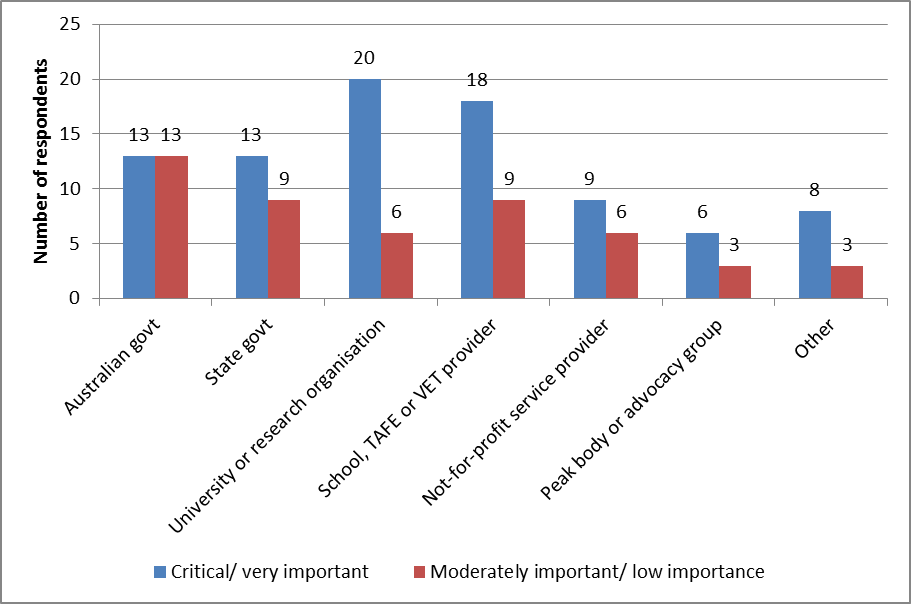 25
20
15
10
5
0
Number of respondents
13 13 13 9 20 6 18 9 9 6 6 3 8 3
Australian govt
State govt
University or research organisation
School, TAFE or VET provider
Not-for-profit service provider
Peak body or advocacy group
Other
Critical/ very important
Moderately important/ low importance